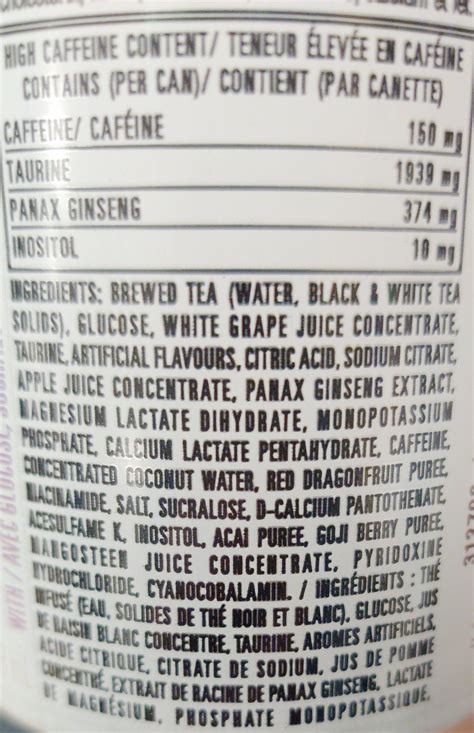 HIGH CAFFEINE CONTENT/ TENEUR ÉLEVÉE EN CAFÉINE
CONTAINS (PER CAN)/ CONTIENT (PAR CANETTE)
CAFFEINE/ CAFÉINE 150 mg
TAURINE 1939 mg
PANAX GINSENG 374 mg
INOSITOL 10 mg
INGREDIENTS: BREWED TEA (WATER, BLACK & WHITE TEA
SOLIDS), GLUCOSE, WHITE GRAPE JUICE CONCENTRATE,
TAURINE, ARTIFICIAL FLAVOURS, CITRIC ACID, SODIUM CITRATE,
APPLE JUICE CONCENTRATE, PANAX GINSENG EXTRACT,
MAGNESIUM LACTATE DIHYDRATE, MONOPOTASSIUM
PHOSPHATE, CALCIUM LACTATE PENTAHYDRATE, CAFFEINE,
CONCENTRATED COCONUT WATER, RED DRAGONFRUIT PUREE,
NIACINAMIDE, SALT, SUCRALOSE, D-CALCIUM PANTOTHENATE,
ACESULFAME K, INOSITOL, ACAI PUREE, GOJI BERRY PUREE,
MANGOSTEEN JUICE CONCENTRATE, PYRIDOXINE
HYDROCHLORIDE, CYANOCOBALAMIN. / INGRÉDIENTS : THÉ
INFUSÉ (EAU, SOLIDES DE THÉ NOIR ET BLANC), GLUCOSE, JUS
DE RAISIN BLANC CONCENTRÉ, TAURINE, ARÔMES ARTIFICIELS,
ACIDE CITRIQUE, CITRATE DE SODIUM, JUS DE POMME
CONCENTRÉ, EXTRAIT DE RACINE DE PANAX GINSENG, LACTATE
DE MAGNÉSIUM, PHOSPHATE MONOPOTASSIQUE,
WITH / AVEC GLUCOSE,